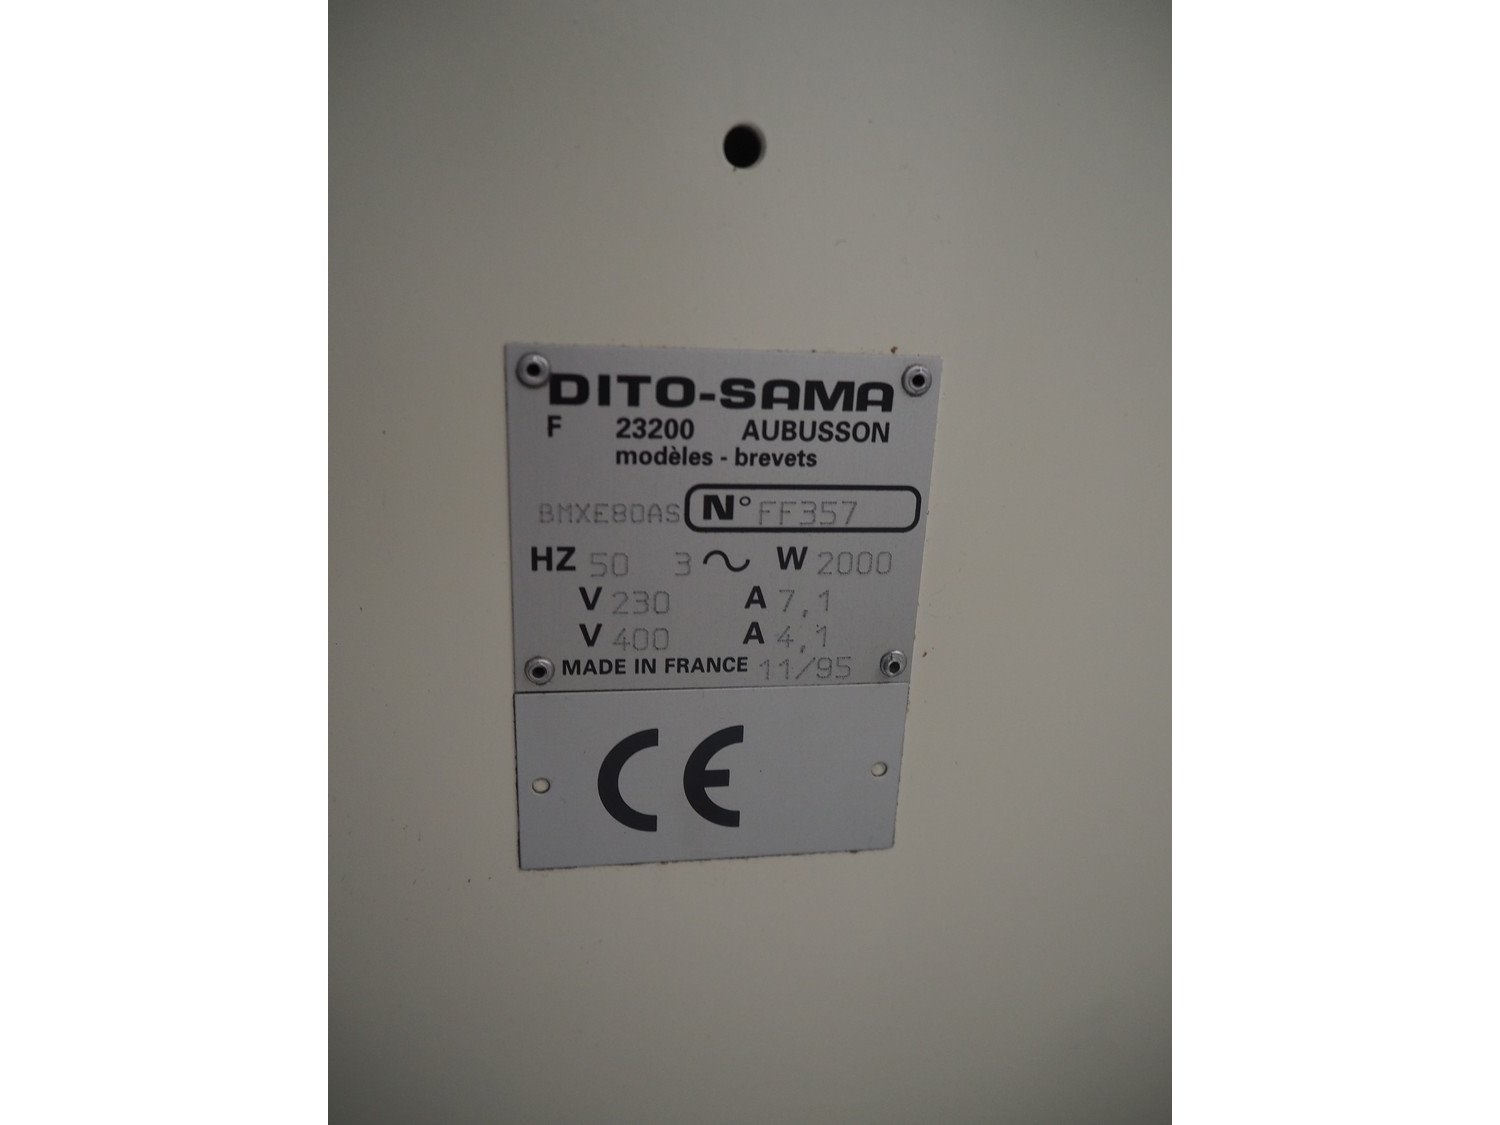 DITO-SAMA
F 23200 AUBUSSON
modèles - brevets
BMXE80AS N° FF357
HZ 50 3 ~ W 2000
V 230 A 7,1
V 400 A 4,1
MADE IN FRANCE 11/95
CE